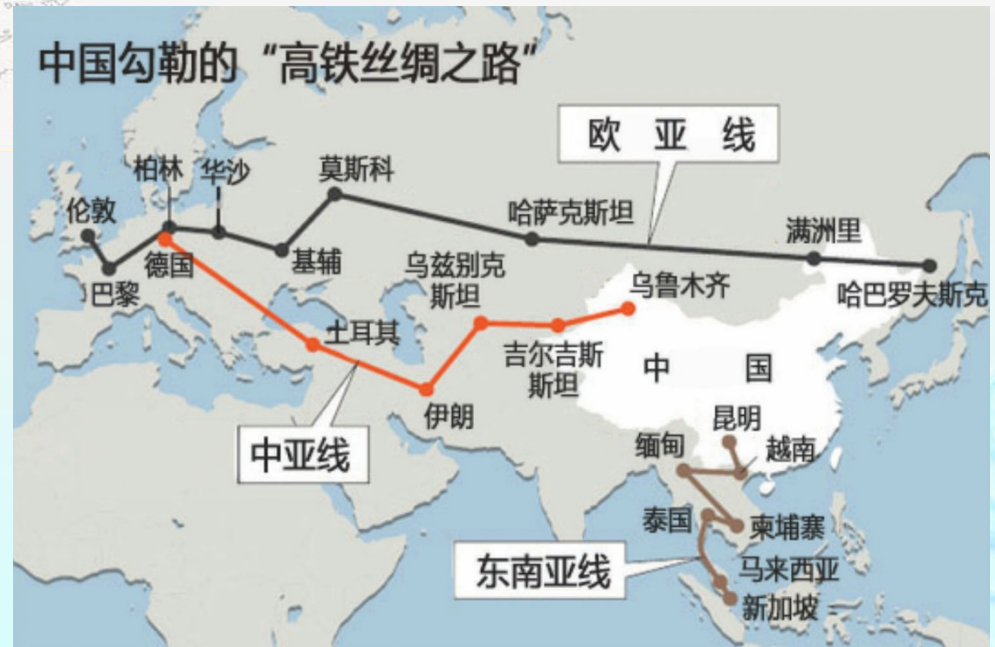 中国勾勒的“高铁丝绸之路”
欧 亚 线
柏林
华沙
莫斯科
伦敦
哈萨克斯坦
满洲里
德国
基辅
乌兹别克
斯坦
乌鲁木齐
巴黎
哈巴罗夫斯克
土耳其
吉尔吉斯
斯坦
中 国
伊朗
昆明
中亚线
缅甸
越南
泰国
柬埔寨
东南亚线
马来西亚
新加坡